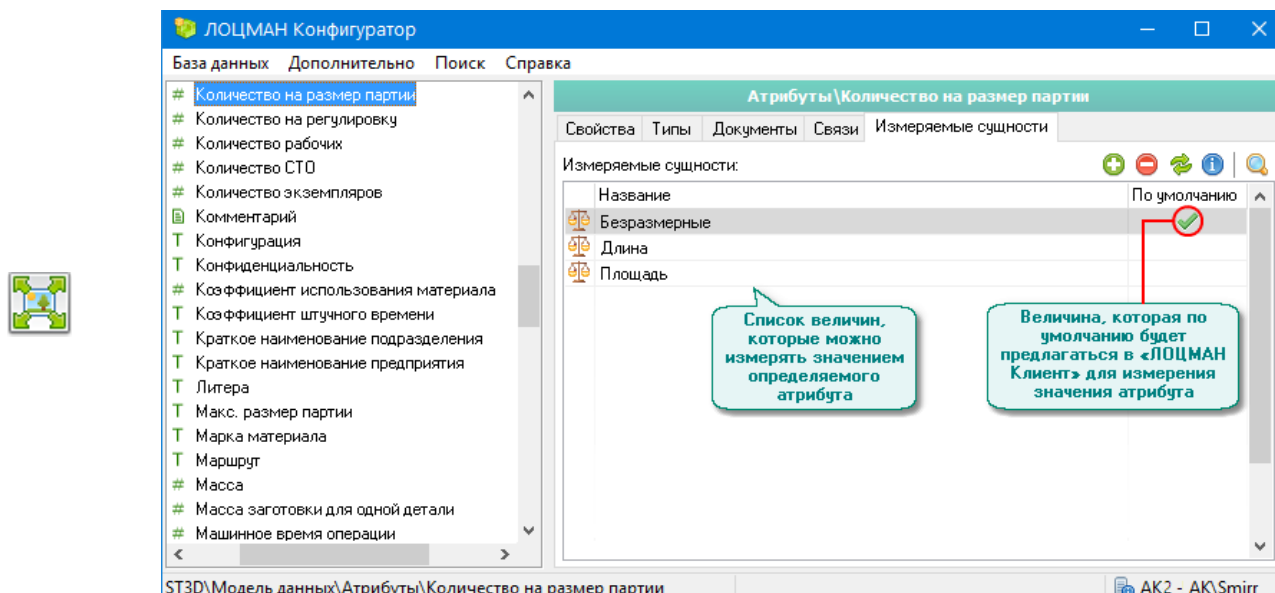 ЛОЦМАН Конфигуратор
База данных Дополнительно Поиск Справка
# Количество на размер партии
# Количество на регулировку
# Количество рабочих
# Количество СТО
# Количество экземпляров
Комментарий
T Конфигурация
T Конфиденциальность
# Коэффициент использования материала
T Коэффициент штучного времени
T Краткое наименование подразделения
T Краткое наименование предприятия
T Литера
T Макс. размер партии
T Марка материала
T Маршрут
# Масса
# Масса заготовки для одной детали
# Машинное время операции
Атрибуты\Количество на размер партии
Свойства Типы Документы Связи Измеряемые сущности
Измеряемые сущности:
Название По умолчанию
Безразмерные
Длина
Площадь
Список величин,
которые можно
измерять значением
определяемого
атрибута
Величина, которая по
умолчанию будет
предлагаться в «ЛОЦМАН
Клиент» для измерения
значения атрибута
ST3D\Модель данных\Атрибуты\Количество на размер партии
AK2 - AK\Smirr